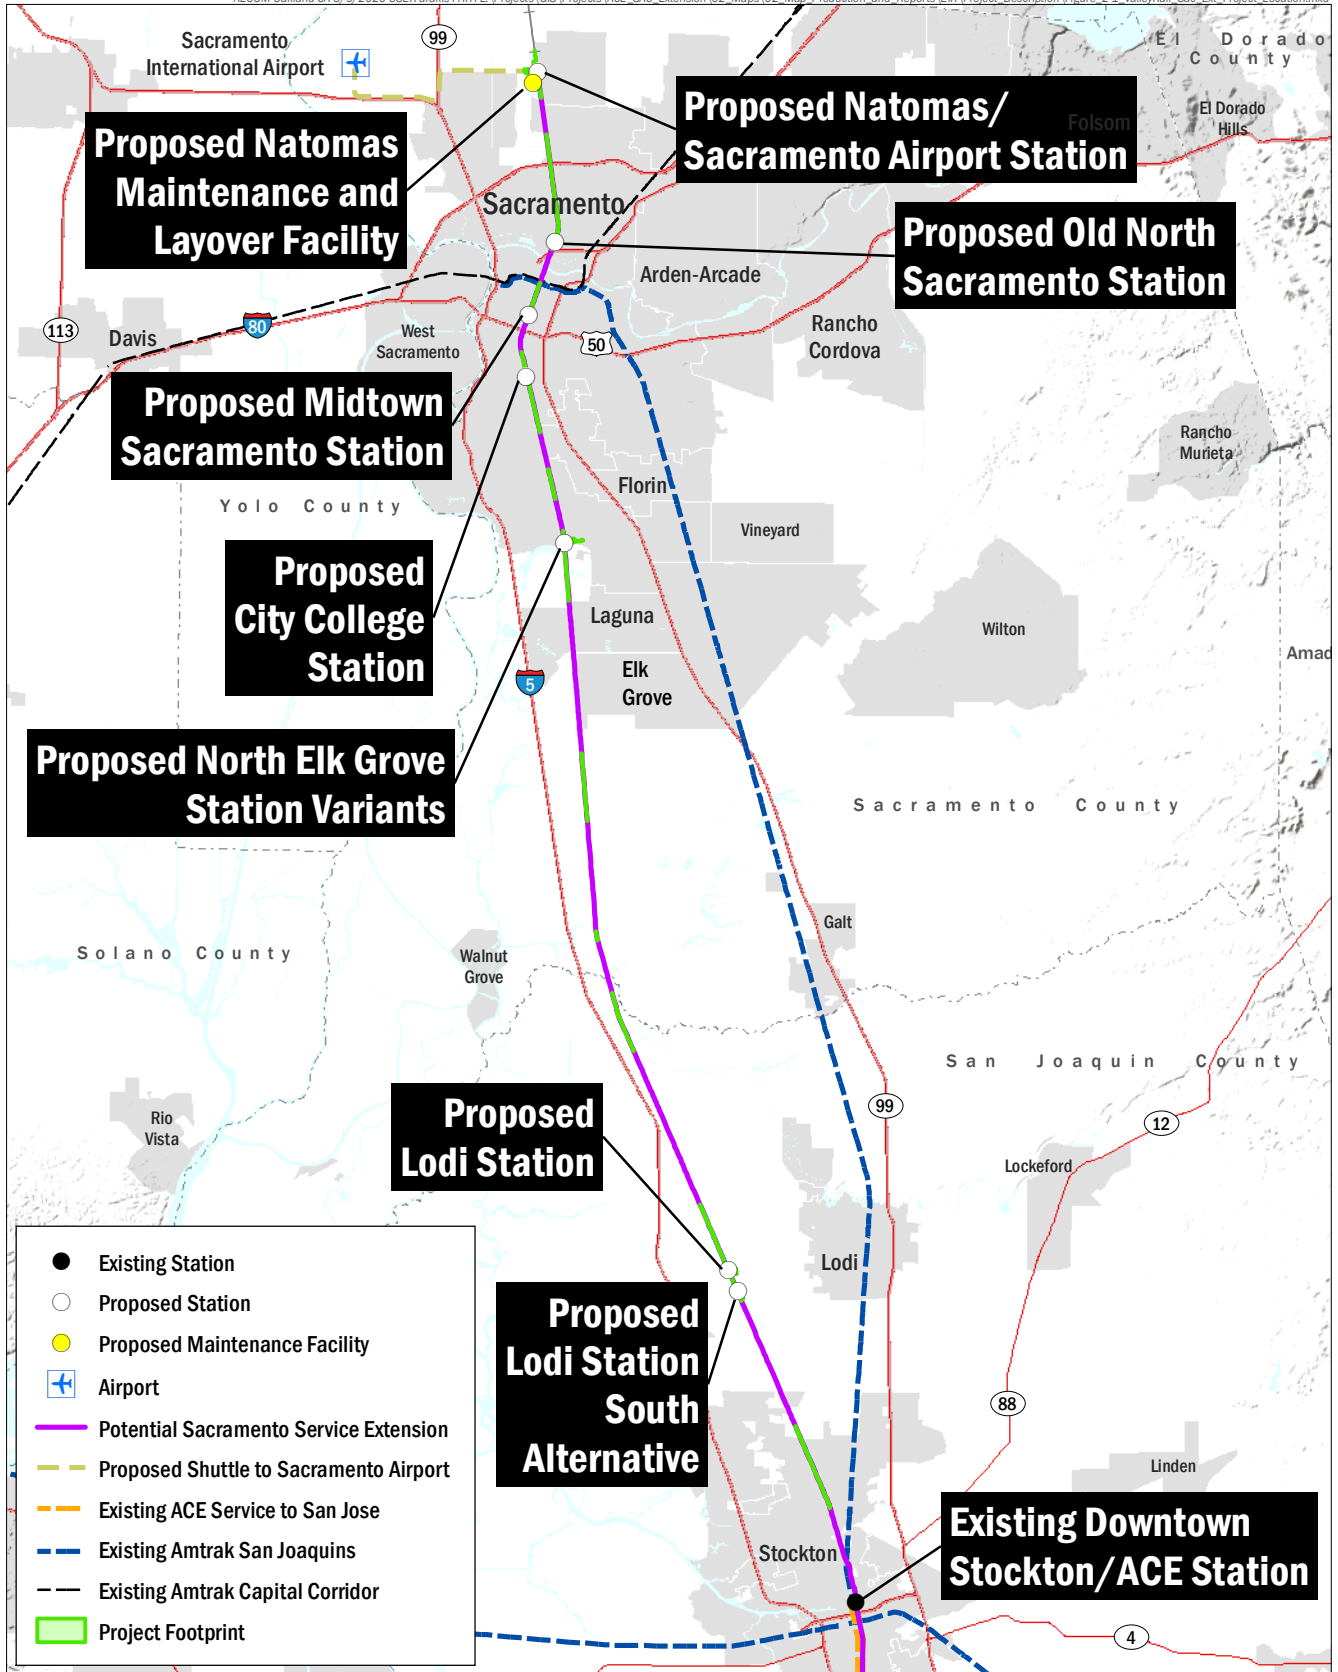 Sacramento
International Airport
99
El Dorado
County
El Dorado
Hills
Folsom
Proposed Natomas/
Sacramento Airport Station
Proposed Natomas
Maintenance and
Layover Facility
Sacramento
Proposed Old North
Sacramento Station
Arden-Arcade
113
Davis
80
West
Sacramento
50
Rancho
Cordova
Proposed Midtown
Sacramento Station
Rancho
Murieta
Yolo County
Florin
Vineyard
Proposed
City College
Station
Laguna
Wilton
Amad
5
Elk
Grove
Proposed North Elk Grove
Station Variants
Sacramento County
Galt
Solano County
Walnut
Grove
San Joaquin County
99
12
Proposed
Lodi Station
Rio
Vista
Lockeford
Lodi
Proposed
Lodi Station
South
Alternative
88
Linden
Existing Downtown
Stockton/ACE Station
Stockton
4
Existing Station
Proposed Station
Proposed Maintenance Facility
Airport
Potential Sacramento Service Extension
Proposed Shuttle to Sacramento Airport
Existing ACE Service to San Jose
Existing Amtrak San Joaquins
Existing Amtrak Capital Corridor
Project Footprint